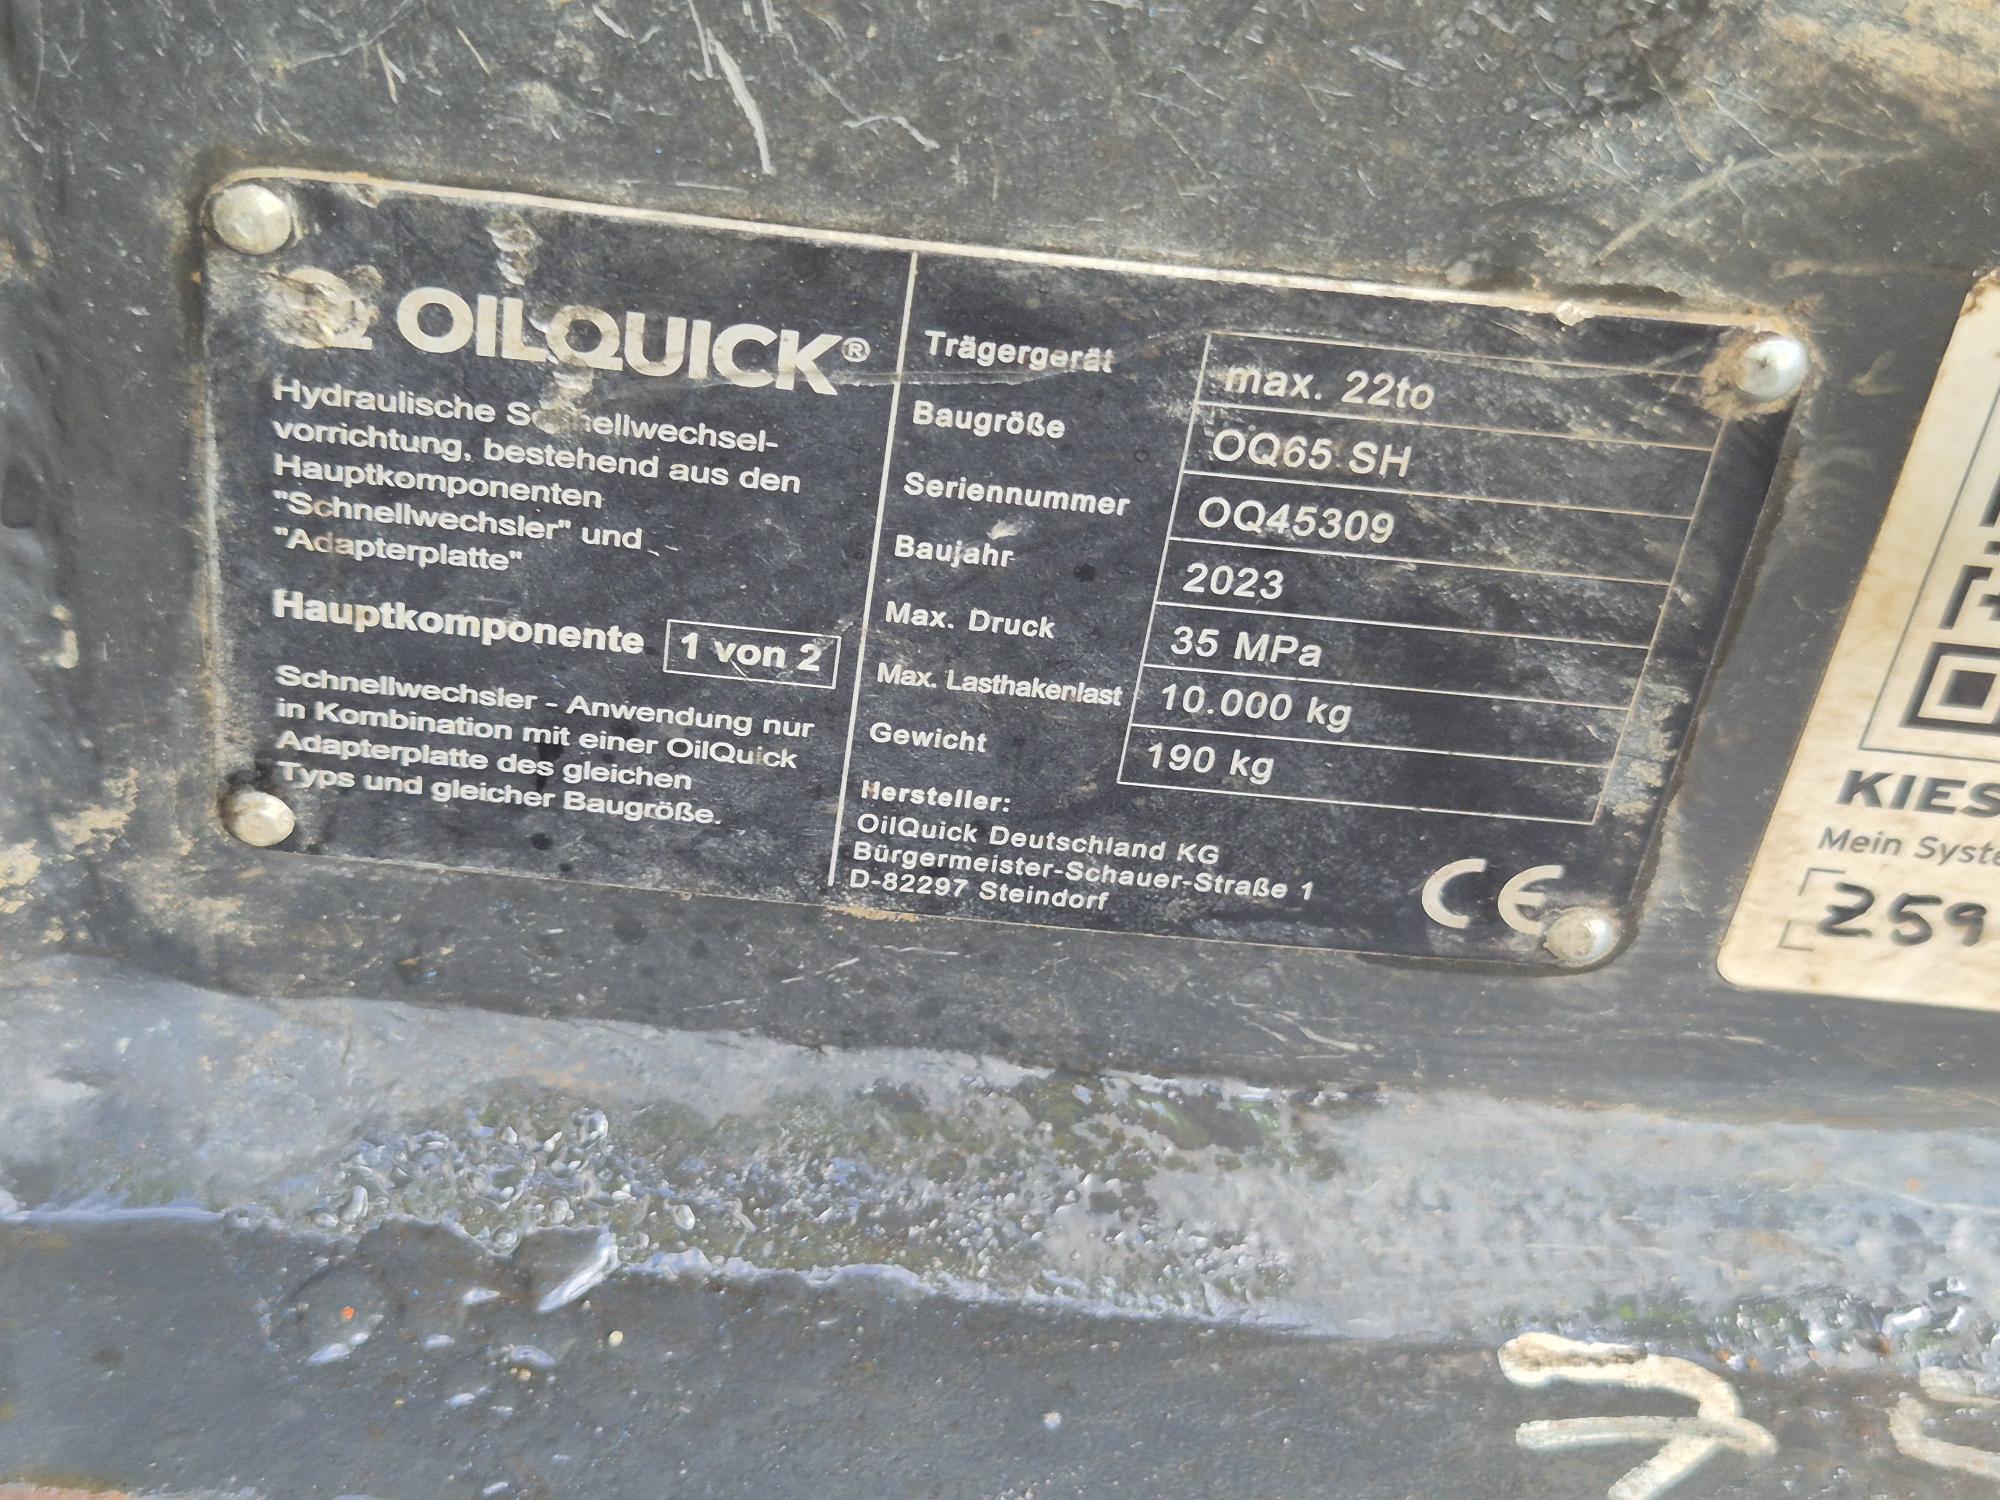 OILQUICK®
Hydraulische Schnellwechsel-
vorrichtung, bestehend aus den
Hauptkomponenten
"Schnellwechsler" und
"Adapterplatte"
Hauptkomponente 1 von 2
Schnellwechsler - Anwendung nur
in Kombination mit einer OilQuick
Adapterplatte des gleichen
Typs und gleicher Baugröße.
Trägergerät max. 22to
Baugröße OQ65 SH
Seriennummer OQ45309
Baujahr 2023
Max. Druck 35 MPa
Max. Lasthakenlast 10.000 kg
Gewicht 190 kg
Hersteller:
OilQuick Deutschland KG
Bürgermeister-Schauer-Straße 1
D-82297 Steindorf
CE
KIES
Mein Syste
259